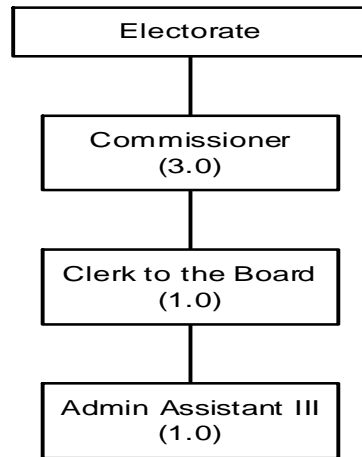 Electorate
Commissioner
(3.0)
Clerk to the Board
(1.0)
Admin Assistant III
(1.0)